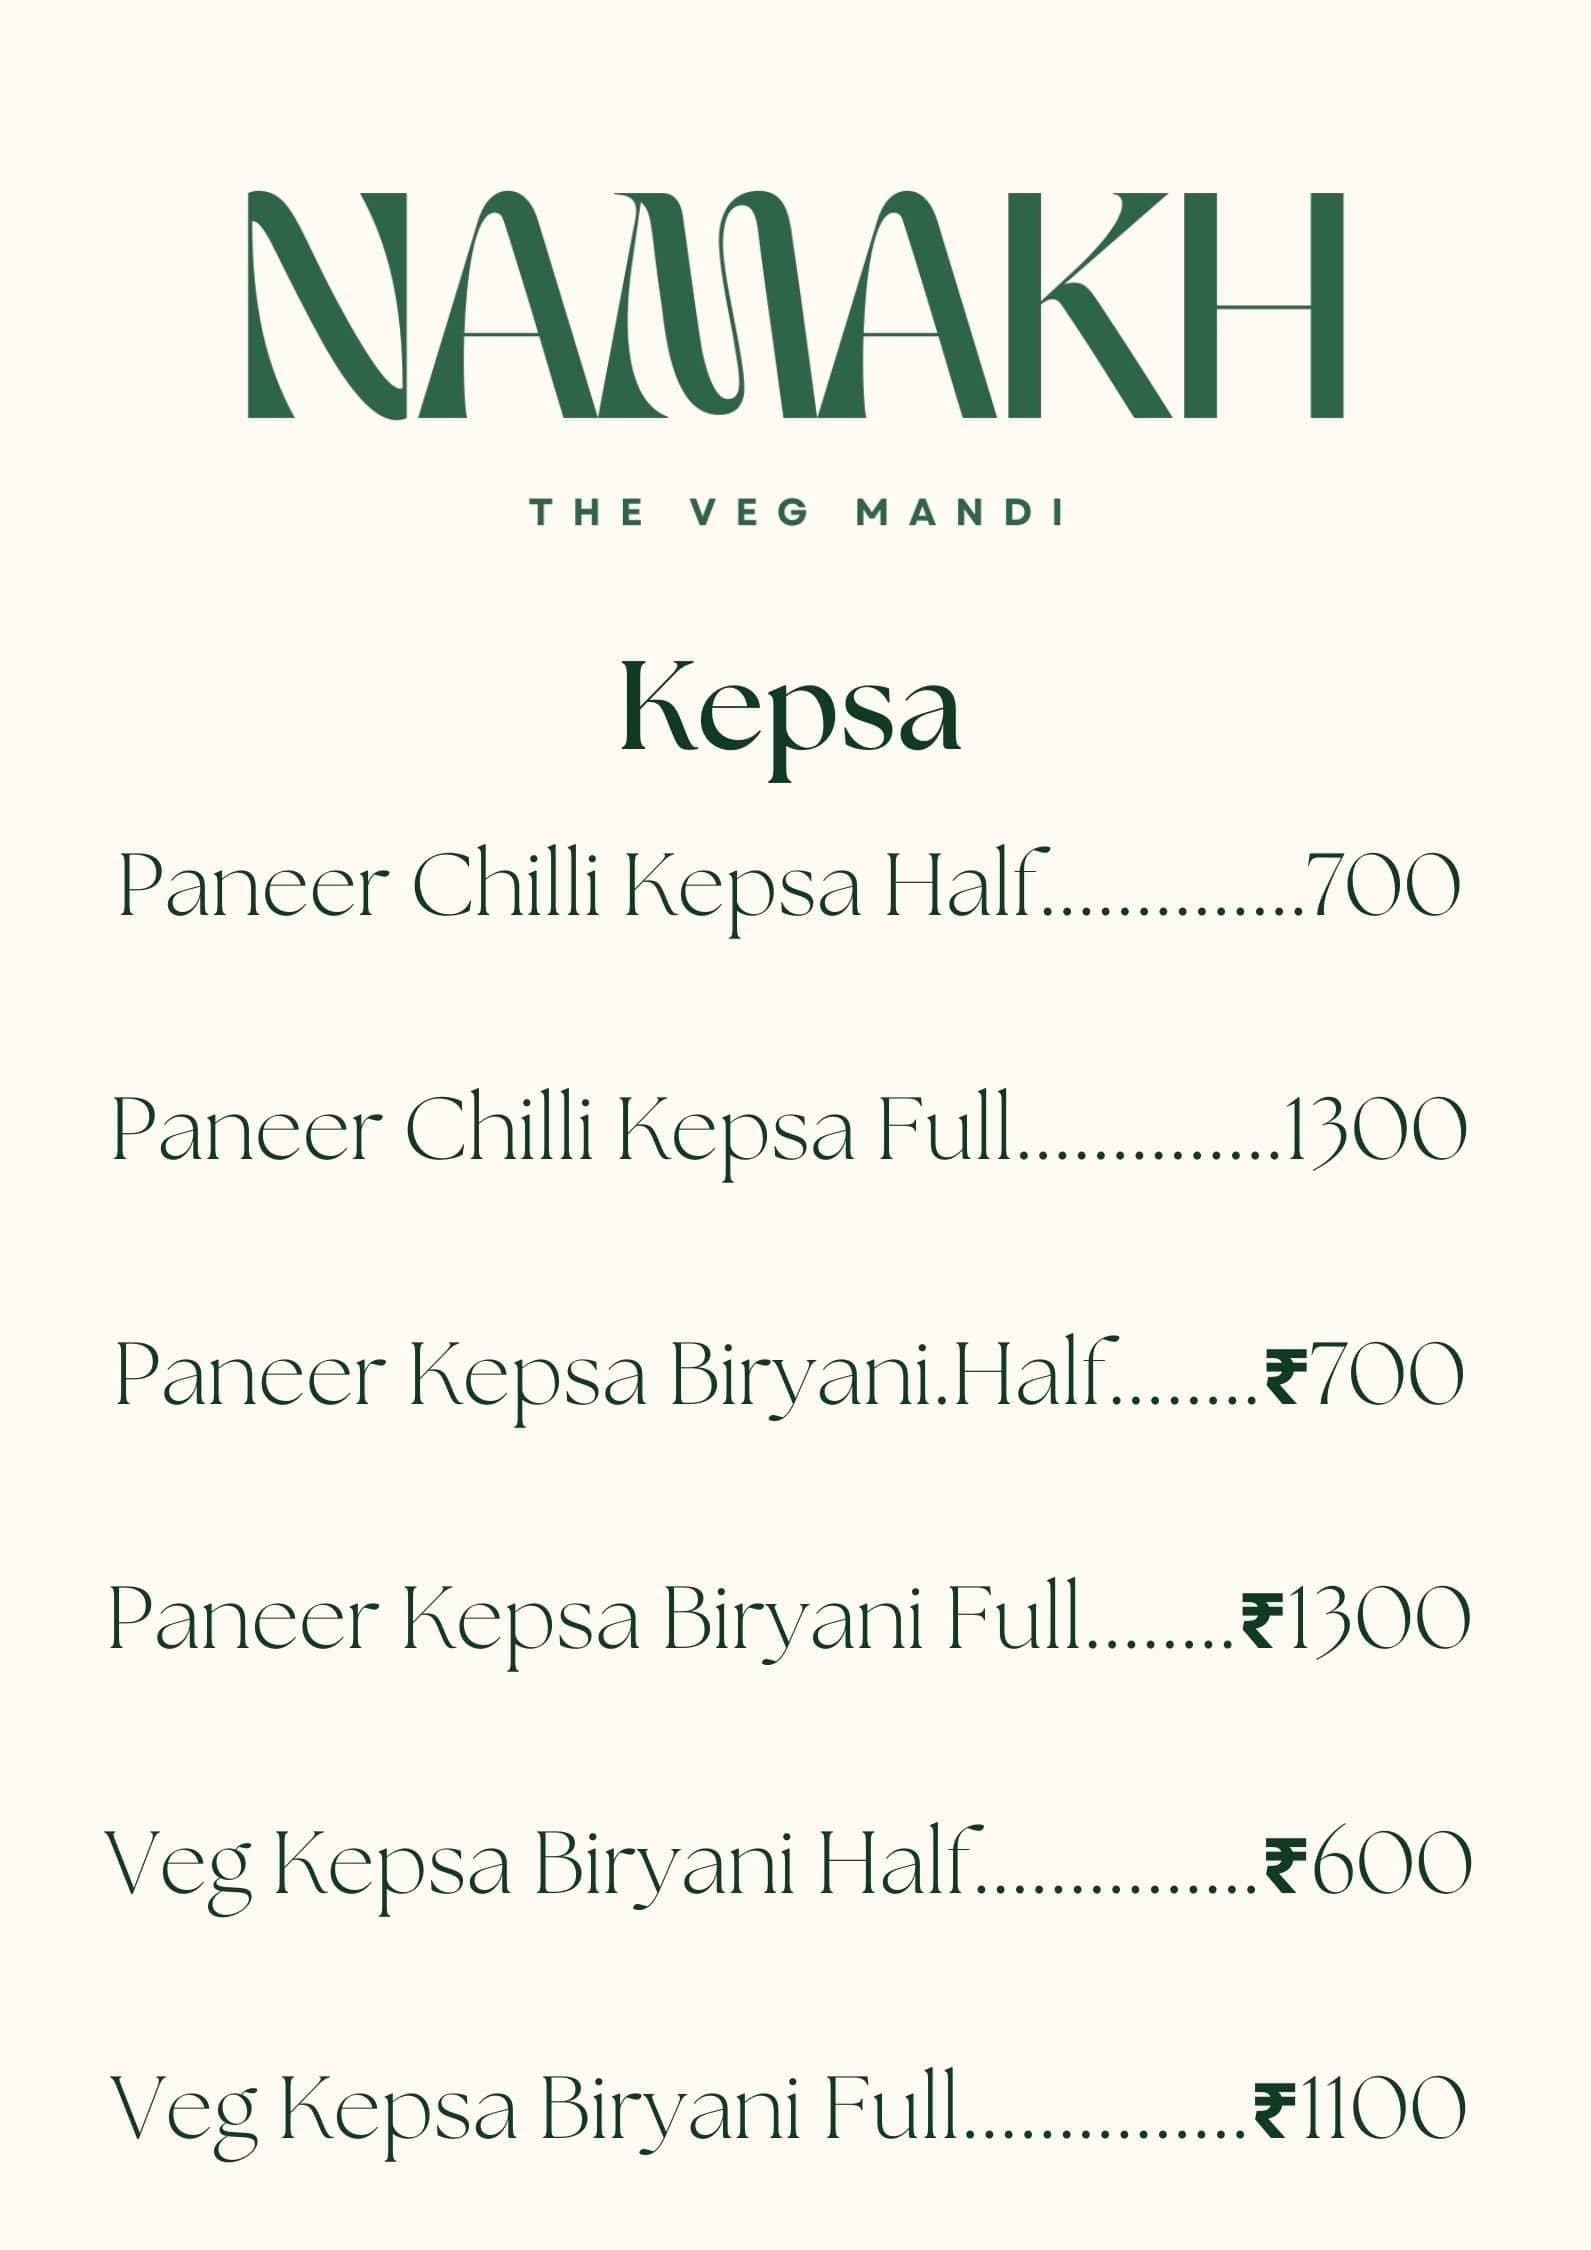 NAMAKH
THE VEG MANDI
Kepsa
Paneer Chilli Kepsa Half..............700
Paneer Chilli Kepsa Full..............1300
Paneer Kepsa Biryani.Half........₹700
Paneer Kepsa Biryani Full........₹1300
Veg Kepsa Biryani Half...............₹600
Veg Kepsa Biryani Full...............₹1100